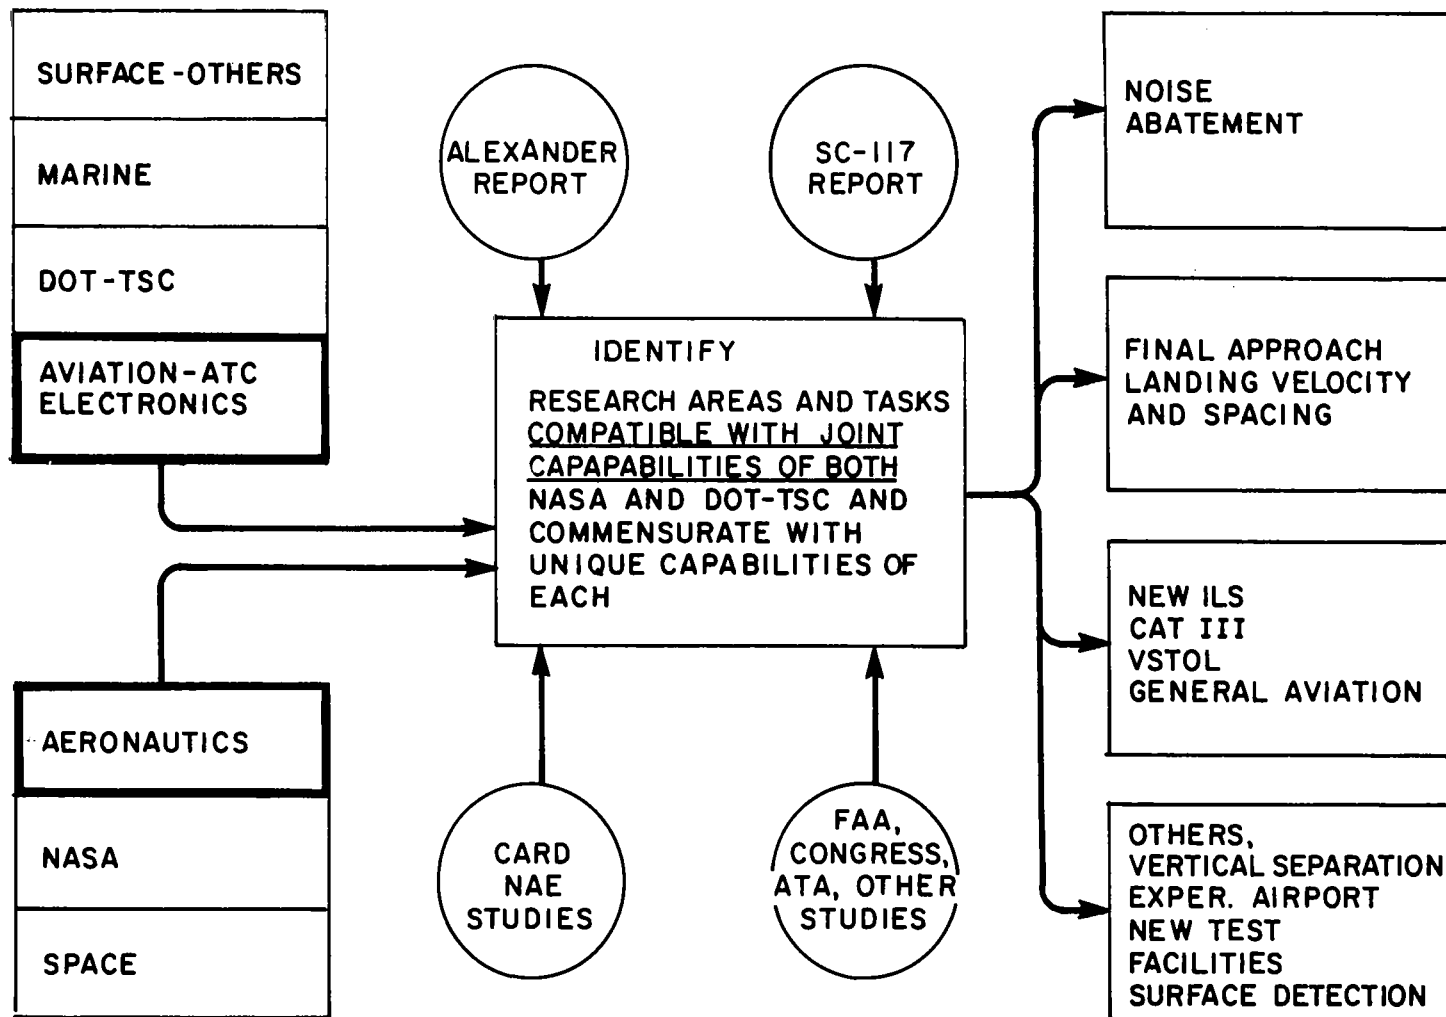 SURFACE-OTHERS
MARINE
DOT-TSC
AVIATION-ATC
ELECTRONICS
AERONAUTICS
NASA
SPACE
ALEXANDER
REPORT
SC-117
REPORT
IDENTIFY
RESEARCH AREAS AND TASKS
COMPATIBLE WITH JOINT
CAPAPABILITIES OF BOTH
NASA AND DOT-TSC AND
COMMENSURATE WITH
UNIQUE CAPABILITIES OF
EACH
CARD
NAE
STUDIES
FAA,
CONGRESS,
ATA, OTHER
STUDIES
NOISE
ABATEMENT
FINAL APPROACH
LANDING VELOCITY
AND SPACING
NEW ILS
CAT III
VSTOL
GENERAL AVIATION
OTHERS,
VERTICAL SEPARATION
EXPER. AIRPORT
NEW TEST
FACILITIES
SURFACE DETECTION